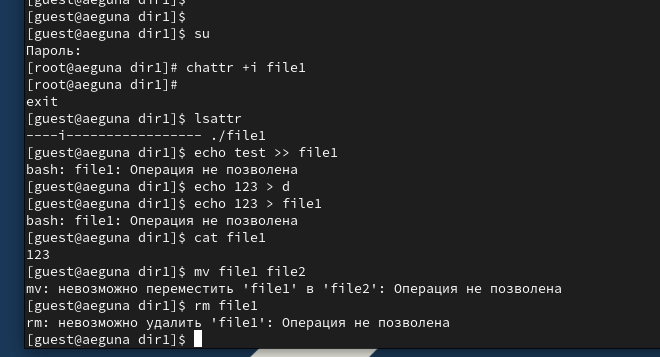 [guest@aeguna dir1]$
[guest@aeguna dir1]$
[guest@aeguna dir1]$ su
Пароль:
[root@aeguna dir1]# chattr +i file1
[root@aeguna dir1]#
exit
[guest@aeguna dir1]$ lsattr
----i----------------- ./file1
[guest@aeguna dir1]$ echo test >> file1
bash: file1: Операция не позволена
[guest@aeguna dir1]$ echo 123 > d
[guest@aeguna dir1]$ echo 123 > file1
bash: file1: Операция не позволена
[guest@aeguna dir1]$ cat file1
123
[guest@aeguna dir1]$ mv file1 file2
mv: невозможно переместить 'file1' в 'file2': Операция не позволена
[guest@aeguna dir1]$ rm file1
rm: невозможно удалить 'file1': Операция не позволена
[guest@aeguna dir1]$